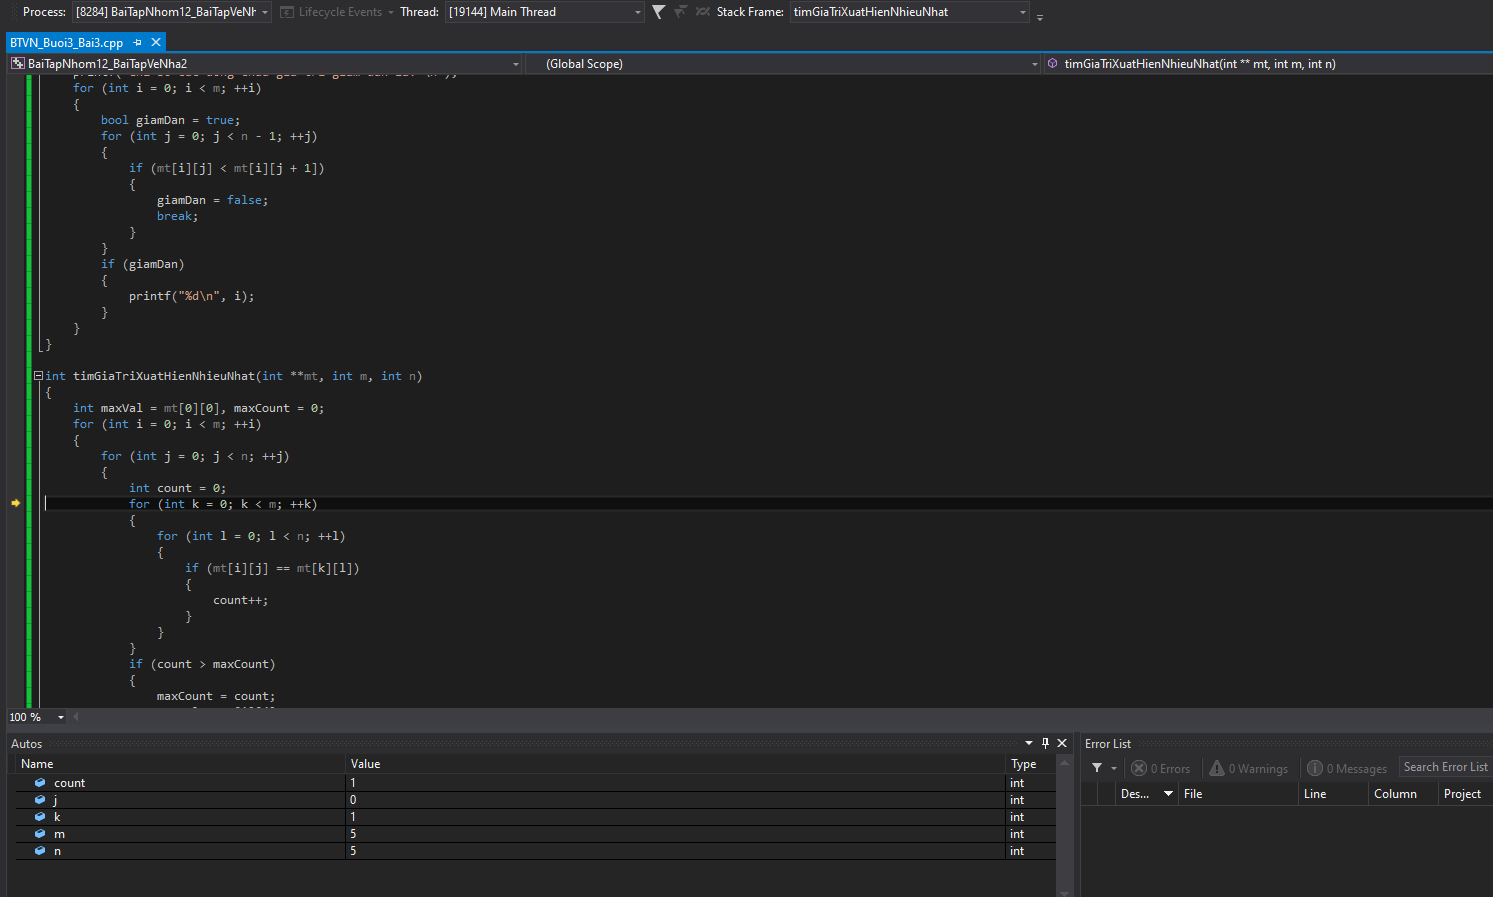 Process: [8284] BaiTapNhom12_BaiTapVeNh Lifecycle Events Thread: [19144] Main Thread Stack Frame: timGiaTriXuatHienNhieuNhat
BTVN_Buoi3_Bai3.cpp
BaiTapNhom12_BaiTapVeNha2 (Global Scope) timGiaTriXuatHienNhieuNhat(int ** mt, int m, int n)
for (int i = 0; i < m; ++i)
{
bool giamDan = true;
for (int j = 0; j < n - 1; ++j)
{
if (mt[i][j] < mt[i][j + 1])
{
giamDan = false;
break;
}
}
if (giamDan)
{
printf("%d\n", i);
}
}
}
int timGiaTriXuatHienNhieuNhat(int **mt, int m, int n)
{
int maxVal = mt[0][0], maxCount = 0;
for (int i = 0; i < m; ++i)
{
for (int j = 0; j < n; ++j)
{
int count = 0;
for (int k = 0; k < m; ++k)
{
for (int l = 0; l < n; ++l)
{
if (mt[i][j] == mt[k][l])
{
count++;
}
}
}
if (count > maxCount)
{
maxCount = count;
100 %
Autos
Name Value Type
count 1 int
j 0 int
k 1 int
m 5 int
n 5 int
Error List
0 Errors 0 Warnings 0 Messages Search Error List
Des... File Line Column Project